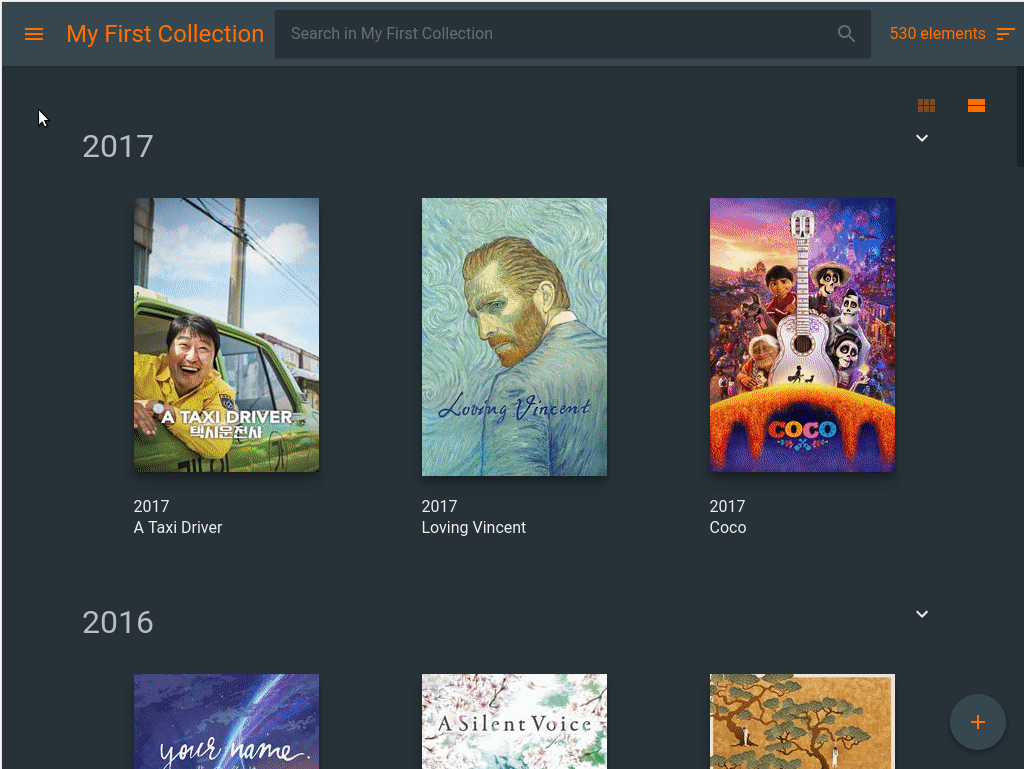 My First Collection
Search in My First Collection
530 elements
2017
A TAXI DRIVER
택시운전사
Loving Vincent
COCO
2017
A Taxi Driver
2017
Loving Vincent
2017
Coco
2016
your name.
A Silent Voice